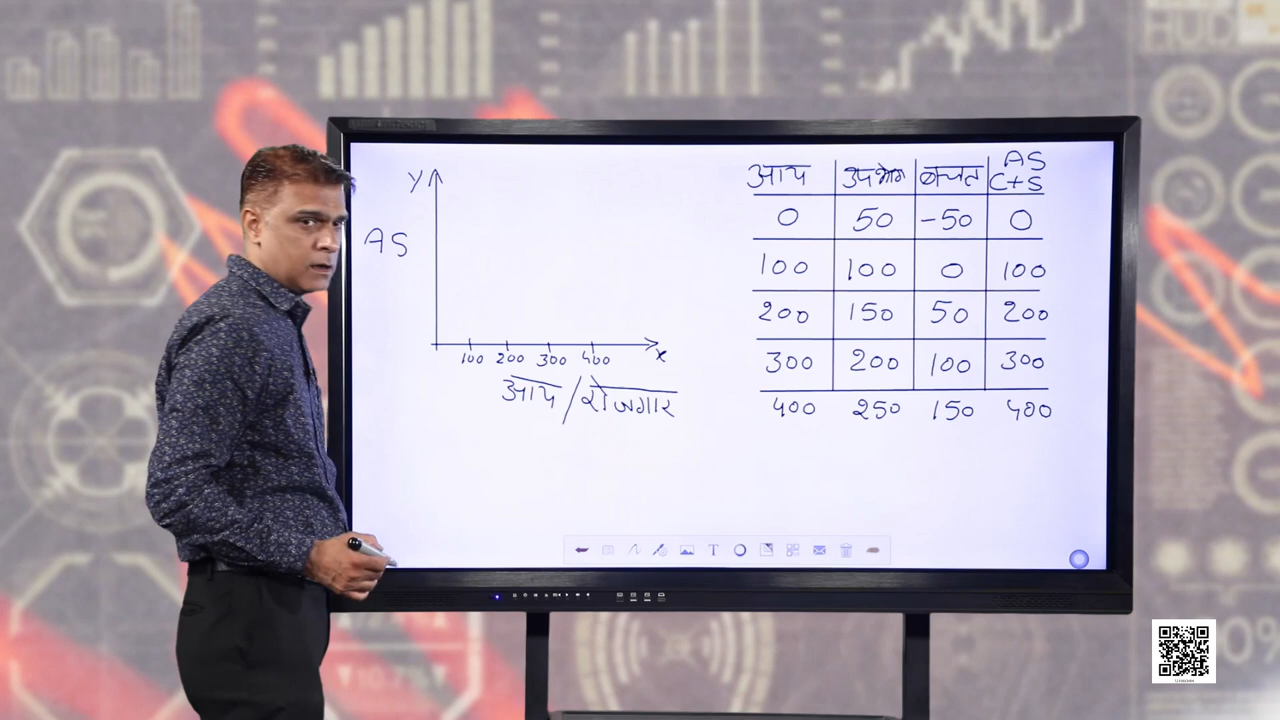 Y
AS
100 200 300 400 x
आय/रोजगार
आय उपभोग बचत AS C+S
0 50 -50 0
100 100 0 100
200 150 50 200
300 200 100 300
400 250 150 400
T
HUD